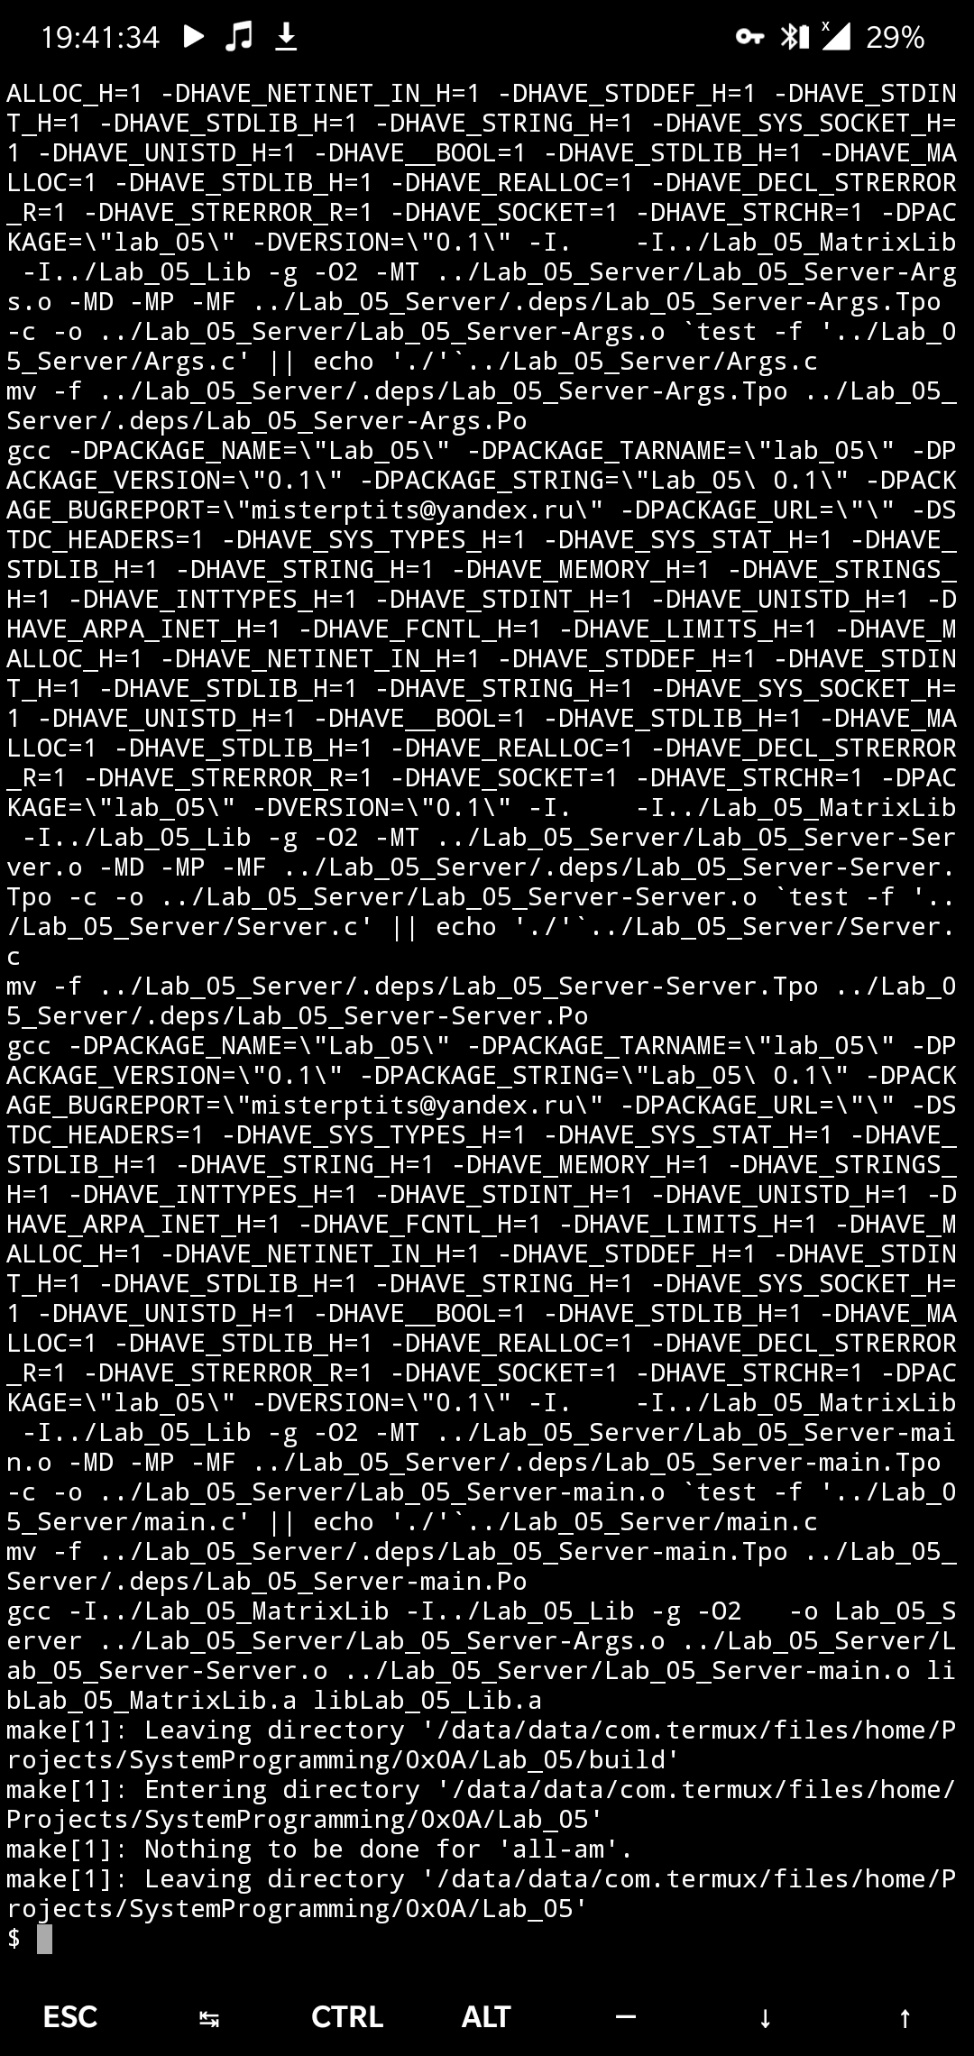 19:41:34 29%
ALLOC_H=1 -DHAVE_NETINET_IN_H=1 -DHAVE_STDDEF_H=1 -DHAVE_STDIN
T_H=1 -DHAVE_STDLIB_H=1 -DHAVE_STRING_H=1 -DHAVE_SYS_SOCKET_H=
1 -DHAVE_UNISTD_H=1 -DHAVE__BOOL=1 -DHAVE_STDLIB_H=1 -DHAVE_MA
LLOC=1 -DHAVE_STDLIB_H=1 -DHAVE_REALLOC=1 -DHAVE_DECL_STRERROR
_R=1 -DHAVE_STRERROR_R=1 -DHAVE_SOCKET=1 -DHAVE_STRCHR=1 -DPAC
KAGE=\"lab_05\" -DVERSION=\"0.1\" -I.    -I../Lab_05_MatrixLib
 -I../Lab_05_Lib -g -O2 -MT ../Lab_05_Server/Lab_05_Server-Arg
s.o -MD -MP -MF ../Lab_05_Server/.deps/Lab_05_Server-Args.Tpo
-c -o ../Lab_05_Server/Lab_05_Server-Args.o `test -f '../Lab_0
5_Server/Args.c' || echo './'`../Lab_05_Server/Args.c
mv -f ../Lab_05_Server/.deps/Lab_05_Server-Args.Tpo ../Lab_05_
Server/.deps/Lab_05_Server-Args.Po
gcc -DPACKAGE_NAME=\"Lab_05\" -DPACKAGE_TARNAME=\"lab_05\" -DP
ACKAGE_VERSION=\"0.1\" -DPACKAGE_STRING=\"Lab_05\ 0.1\" -DPACK
AGE_BUGREPORT=\"misterptits@yandex.ru\" -DPACKAGE_URL=\"\" -DS
TDC_HEADERS=1 -DHAVE_SYS_TYPES_H=1 -DHAVE_SYS_STAT_H=1 -DHAVE_
STDLIB_H=1 -DHAVE_STRING_H=1 -DHAVE_MEMORY_H=1 -DHAVE_STRINGS_
H=1 -DHAVE_INTTYPES_H=1 -DHAVE_STDINT_H=1 -DHAVE_UNISTD_H=1 -D
HAVE_ARPA_INET_H=1 -DHAVE_FCNTL_H=1 -DHAVE_LIMITS_H=1 -DHAVE_M
ALLOC_H=1 -DHAVE_NETINET_IN_H=1 -DHAVE_STDDEF_H=1 -DHAVE_STDIN
T_H=1 -DHAVE_STDLIB_H=1 -DHAVE_STRING_H=1 -DHAVE_SYS_SOCKET_H=
1 -DHAVE_UNISTD_H=1 -DHAVE__BOOL=1 -DHAVE_STDLIB_H=1 -DHAVE_MA
LLOC=1 -DHAVE_STDLIB_H=1 -DHAVE_REALLOC=1 -DHAVE_DECL_STRERROR
_R=1 -DHAVE_STRERROR_R=1 -DHAVE_SOCKET=1 -DHAVE_STRCHR=1 -DPAC
KAGE=\"lab_05\" -DVERSION=\"0.1\" -I.    -I../Lab_05_MatrixLib
 -I../Lab_05_Lib -g -O2 -MT ../Lab_05_Server/Lab_05_Server-Ser
ver.o -MD -MP -MF ../Lab_05_Server/.deps/Lab_05_Server-Server.
Tpo -c -o ../Lab_05_Server/Lab_05_Server-Server.o `test -f '..
/Lab_05_Server/Server.c' || echo './'`../Lab_05_Server/Server.
c
mv -f ../Lab_05_Server/.deps/Lab_05_Server-Server.Tpo ../Lab_0
5_Server/.deps/Lab_05_Server-Server.Po
gcc -DPACKAGE_NAME=\"Lab_05\" -DPACKAGE_TARNAME=\"lab_05\" -DP
ACKAGE_VERSION=\"0.1\" -DPACKAGE_STRING=\"Lab_05\ 0.1\" -DPACK
AGE_BUGREPORT=\"misterptits@yandex.ru\" -DPACKAGE_URL=\"\" -DS
TDC_HEADERS=1 -DHAVE_SYS_TYPES_H=1 -DHAVE_SYS_STAT_H=1 -DHAVE_
STDLIB_H=1 -DHAVE_STRING_H=1 -DHAVE_MEMORY_H=1 -DHAVE_STRINGS_
H=1 -DHAVE_INTTYPES_H=1 -DHAVE_STDINT_H=1 -DHAVE_UNISTD_H=1 -D
HAVE_ARPA_INET_H=1 -DHAVE_FCNTL_H=1 -DHAVE_LIMITS_H=1 -DHAVE_M
ALLOC_H=1 -DHAVE_NETINET_IN_H=1 -DHAVE_STDDEF_H=1 -DHAVE_STDIN
T_H=1 -DHAVE_STDLIB_H=1 -DHAVE_STRING_H=1 -DHAVE_SYS_SOCKET_H=
1 -DHAVE_UNISTD_H=1 -DHAVE__BOOL=1 -DHAVE_STDLIB_H=1 -DHAVE_MA
LLOC=1 -DHAVE_STDLIB_H=1 -DHAVE_REALLOC=1 -DHAVE_DECL_STRERROR
_R=1 -DHAVE_STRERROR_R=1 -DHAVE_SOCKET=1 -DHAVE_STRCHR=1 -DPAC
KAGE=\"lab_05\" -DVERSION=\"0.1\" -I.    -I../Lab_05_MatrixLib
 -I../Lab_05_Lib -g -O2 -MT ../Lab_05_Server/Lab_05_Server-mai
n.o -MD -MP -MF ../Lab_05_Server/.deps/Lab_05_Server-main.Tpo
-c -o ../Lab_05_Server/Lab_05_Server-main.o `test -f '../Lab_0
5_Server/main.c' || echo './'`../Lab_05_Server/main.c
mv -f ../Lab_05_Server/.deps/Lab_05_Server-main.Tpo ../Lab_05_
Server/.deps/Lab_05_Server-main.Po
gcc -I../Lab_05_MatrixLib -I../Lab_05_Lib -g -O2   -o Lab_05_S
erver ../Lab_05_Server/Lab_05_Server-Args.o ../Lab_05_Server/L
ab_05_Server-Server.o ../Lab_05_Server/Lab_05_Server-main.o li
bLab_05_MatrixLib.a libLab_05_Lib.a
make[1]: Leaving directory '/data/data/com.termux/files/home/P
rojects/SystemProgramming/0x0A/Lab_05/build'
make[1]: Entering directory '/data/data/com.termux/files/home/
Projects/SystemProgramming/0x0A/Lab_05'
make[1]: Nothing to be done for 'all-am'.
make[1]: Leaving directory '/data/data/com.termux/files/home/P
rojects/SystemProgramming/0x0A/Lab_05'
$
ESC ↹ CTRL ALT ― ↓ ↑